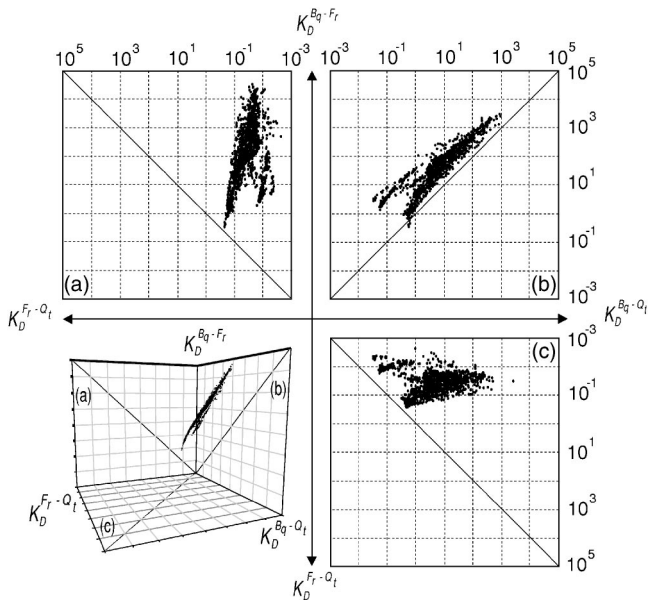 K_D^{Bq-Fr}
10^5 10^3 10^1 10^-1 10^-3
10^-3 10^-1 10^1 10^3 10^5
10^5
10^3
10^1
10^-1
10^-3
(a)
(b)
K_D^{Fr-Qt}
K_D^{Bq-Qt}
K_D^{Bq-Fr}
(a)
(b)
(c)
K_D^{Fr-Qt}
K_D^{Bq-Qt}
(c)
10^-3
10^-1
10^1
10^3
10^5
K_D^{Fr-Qt}